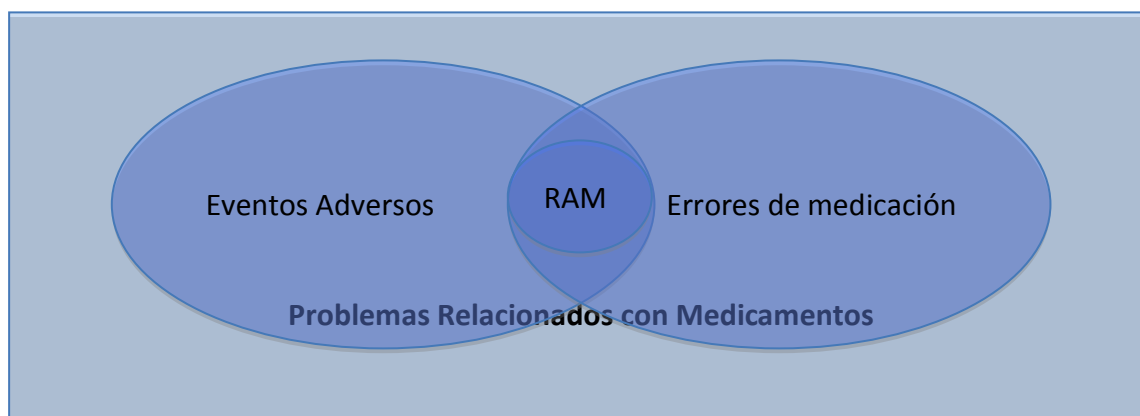 Eventos Adversos
RAM
Errores de medicación
Problemas Relacionados con Medicamentos